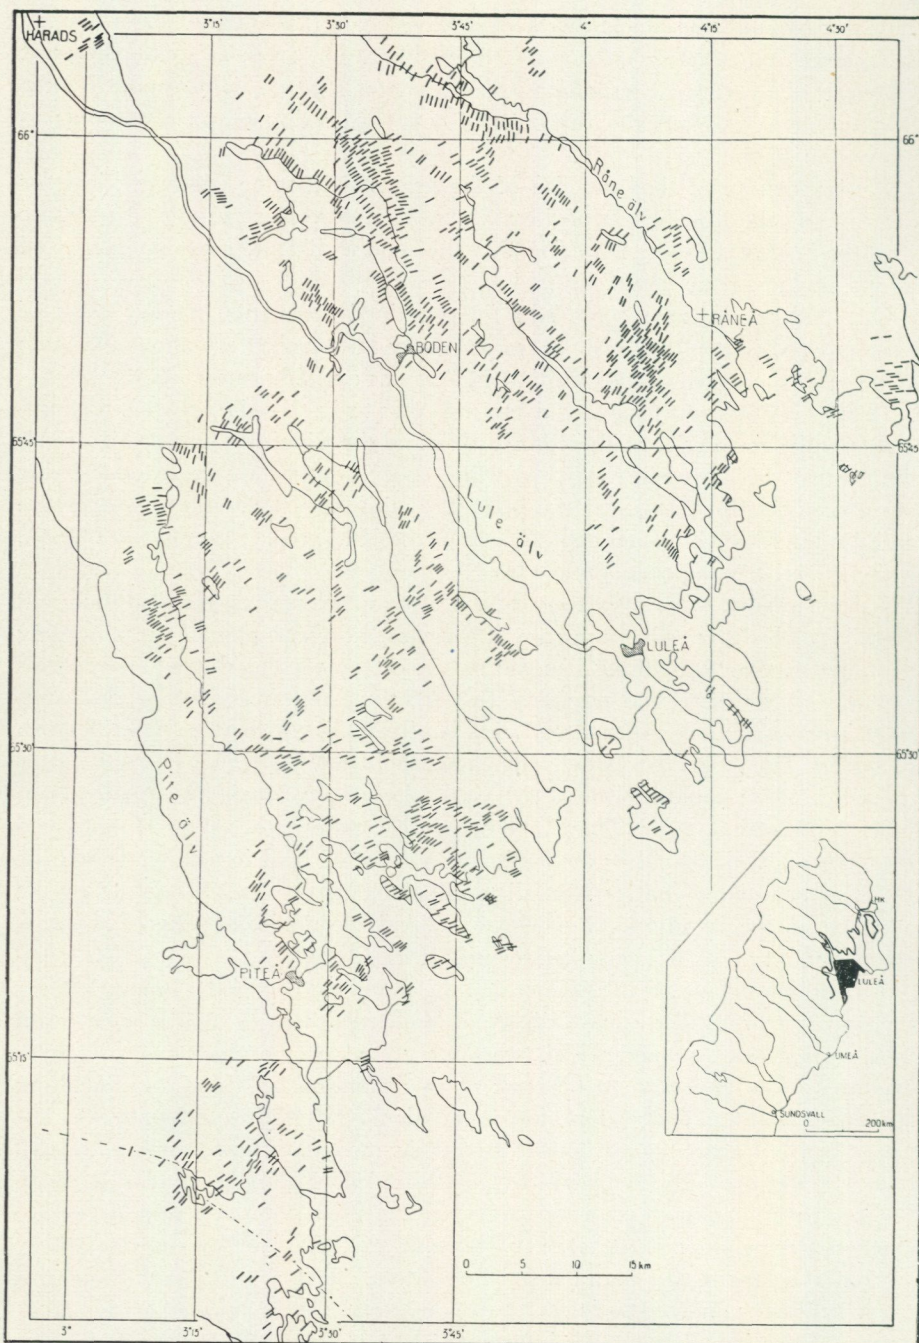 3°15' 3°30' 3°45' 4° 4°15' 4°30'
HARADS
66° 66°
Råne älv
RÅNEÅ
BODEN
65°45' 65°45'
Lule älv
LULEÅ
65°30' 65°30'
Pite älv
HK
PITEÅ
LULEÅ
65°15'
UMEÅ
SUNDSVALL
0 200km
0 5 10 15 km
3° 3°15' 3°30' 3°45'